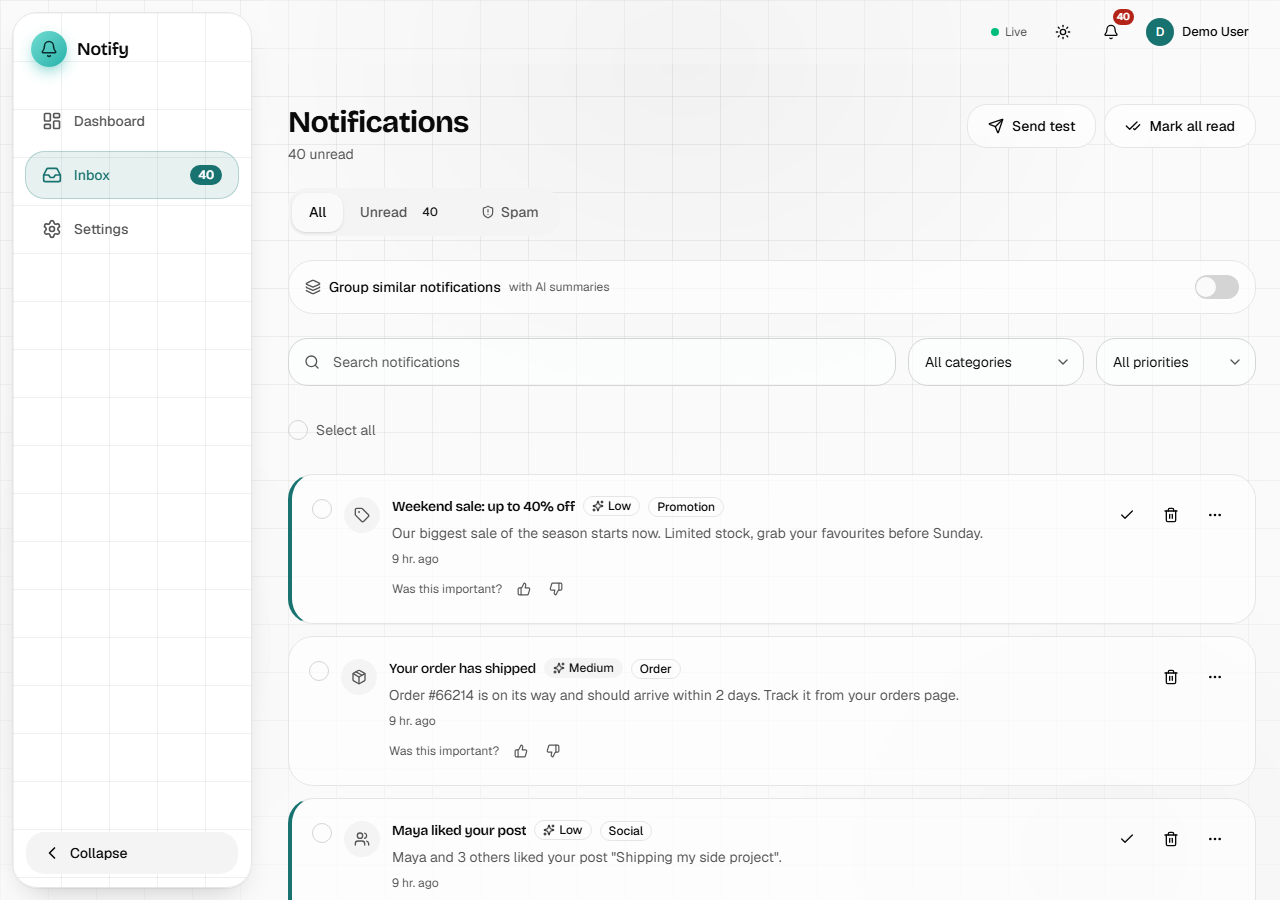 Notify
Dashboard
Inbox 40
Settings
Collapse
Live 40 D Demo User
Notifications
40 unread
Send test Mark all read
All Unread 40 Spam
Group similar notifications with AI summaries
Search notifications All categories All priorities
Select all
Weekend sale: up to 40% off Low Promotion
Our biggest sale of the season starts now. Limited stock, grab your favourites before Sunday.
9 hr. ago
Was this important?
Your order has shipped Medium Order
Order #66214 is on its way and should arrive within 2 days. Track it from your orders page.
9 hr. ago
Was this important?
Maya liked your post Low Social
Maya and 3 others liked your post "Shipping my side project".
9 hr. ago